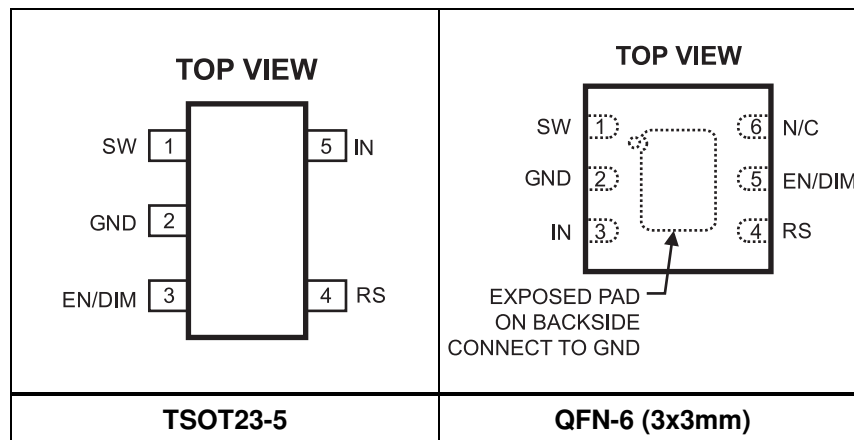 TOP VIEW
SW 1
5 IN
GND 2
EN/DIM 3
4 RS
TSOT23-5
TOP VIEW
SW 1
6 N/C
GND 2
5 EN/DIM
IN 3
4 RS
EXPOSED PAD
ON BACKSIDE
CONNECT TO GND
QFN-6 (3x3mm)